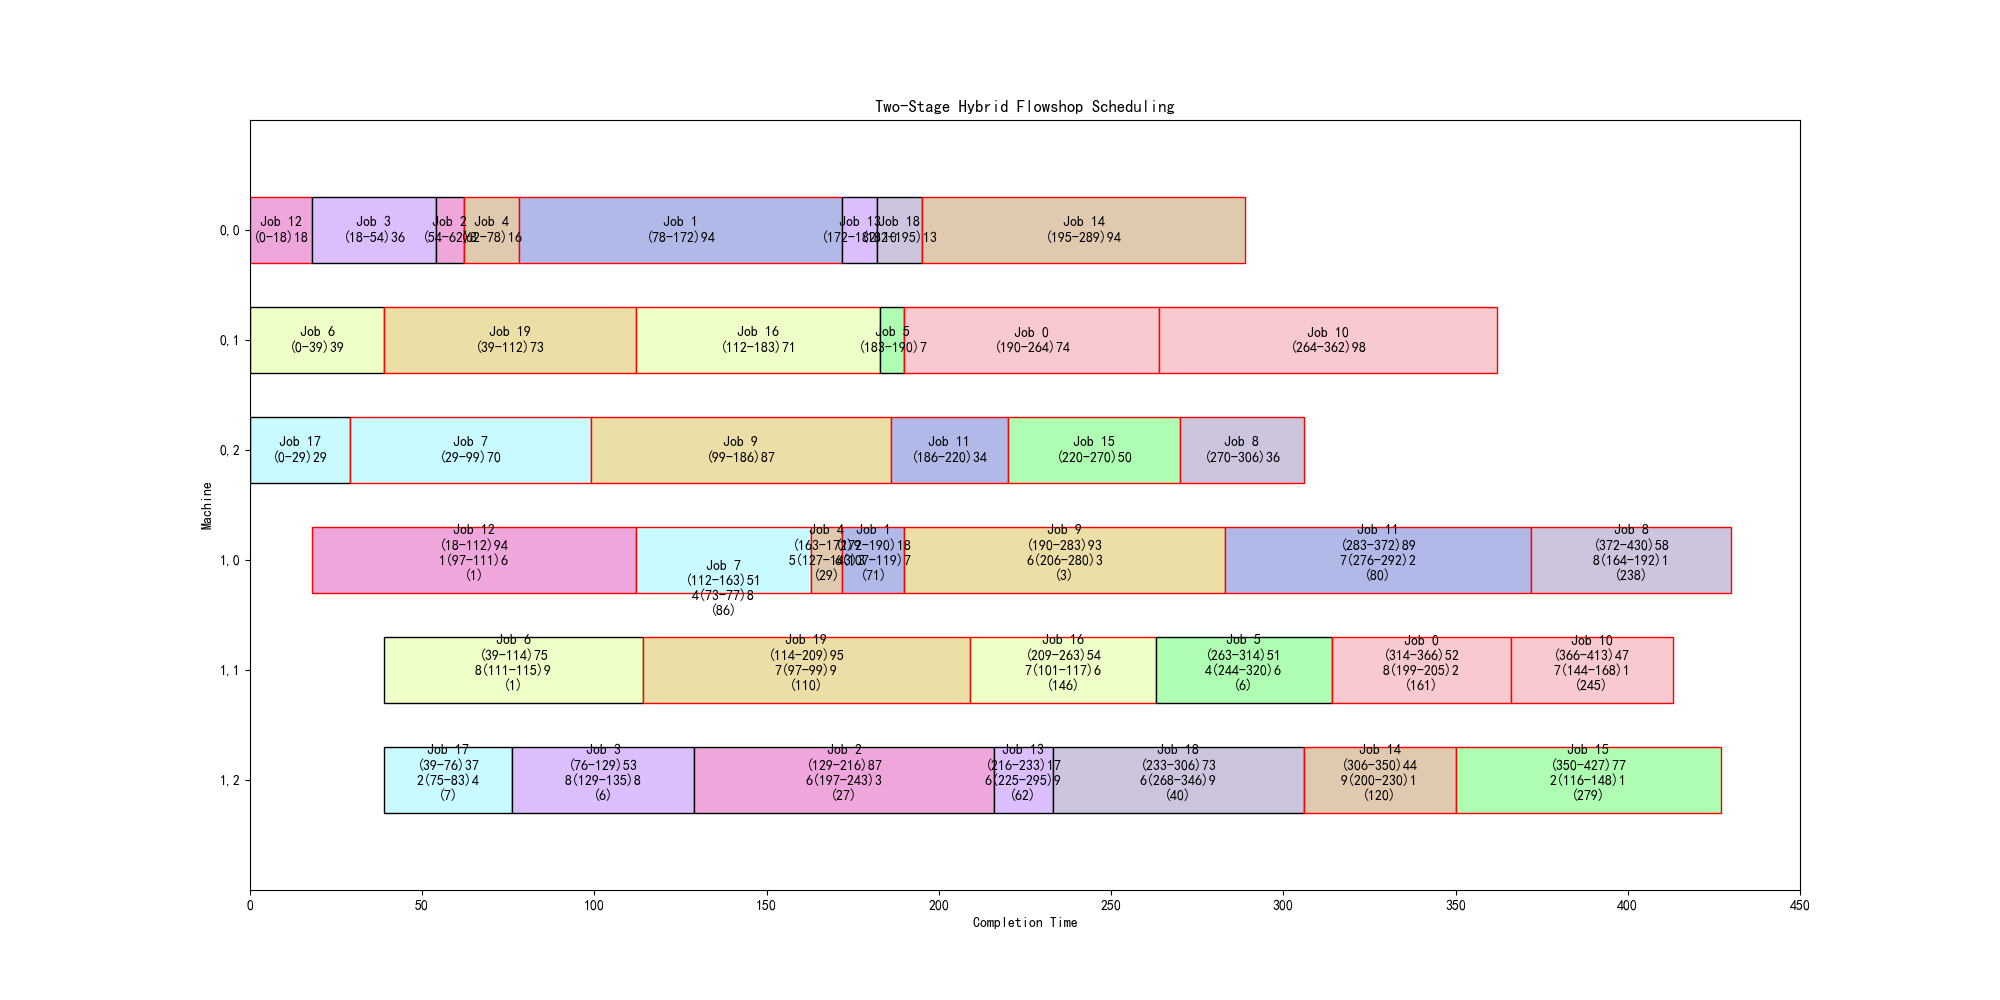 Two-Stage Hybrid Flowshop Scheduling
0,0
Job 12
(0-18)18
Job 3
(18-54)36
Job 2
(54-62)8
Job 4
(62-78)16
Job 1
(78-172)94
Job 13
(172-182)10
Job 18
(182-195)13
Job 14
(195-289)94
0,1
Job 6
(0-39)39
Job 19
(39-112)73
Job 16
(112-183)71
Job 5
(183-190)7
Job 0
(190-264)74
Job 10
(264-362)98
0,2
Job 17
(0-29)29
Job 7
(29-99)70
Job 9
(99-186)87
Job 11
(186-220)34
Job 15
(220-270)50
Job 8
(270-306)36
Machine
1,0
Job 12
(18-112)94
1(97-111)6
(1)
Job 7
(112-163)51
4(73-77)8
(86)
Job 4
(163-172)9
(29)
Job 1
(172-190)18
6(107-119)7
(71)
Job 9
(190-283)93
6(206-280)3
(3)
Job 11
(283-372)89
7(276-292)2
(80)
Job 8
(372-430)58
8(164-192)1
(238)
1,1
Job 6
(39-114)75
8(111-115)9
(1)
Job 19
(114-209)95
7(97-99)9
(110)
Job 16
(209-263)54
7(101-117)6
(146)
Job 5
(263-314)51
4(244-320)6
(6)
Job 0
(314-366)52
8(199-205)2
(161)
Job 10
(366-413)47
7(144-168)1
(245)
1,2
Job 17
(39-76)37
2(75-83)4
(7)
Job 3
(76-129)53
8(129-135)8
(6)
Job 2
(129-216)87
6(197-243)3
(27)
Job 13
(216-233)17
6(225-295)9
(62)
Job 18
(233-306)73
6(268-346)9
(40)
Job 14
(306-350)44
9(200-230)1
(120)
Job 15
(350-427)77
2(116-148)1
(279)
0 50 100 150 200 250 300 350 400 450
Completion Time